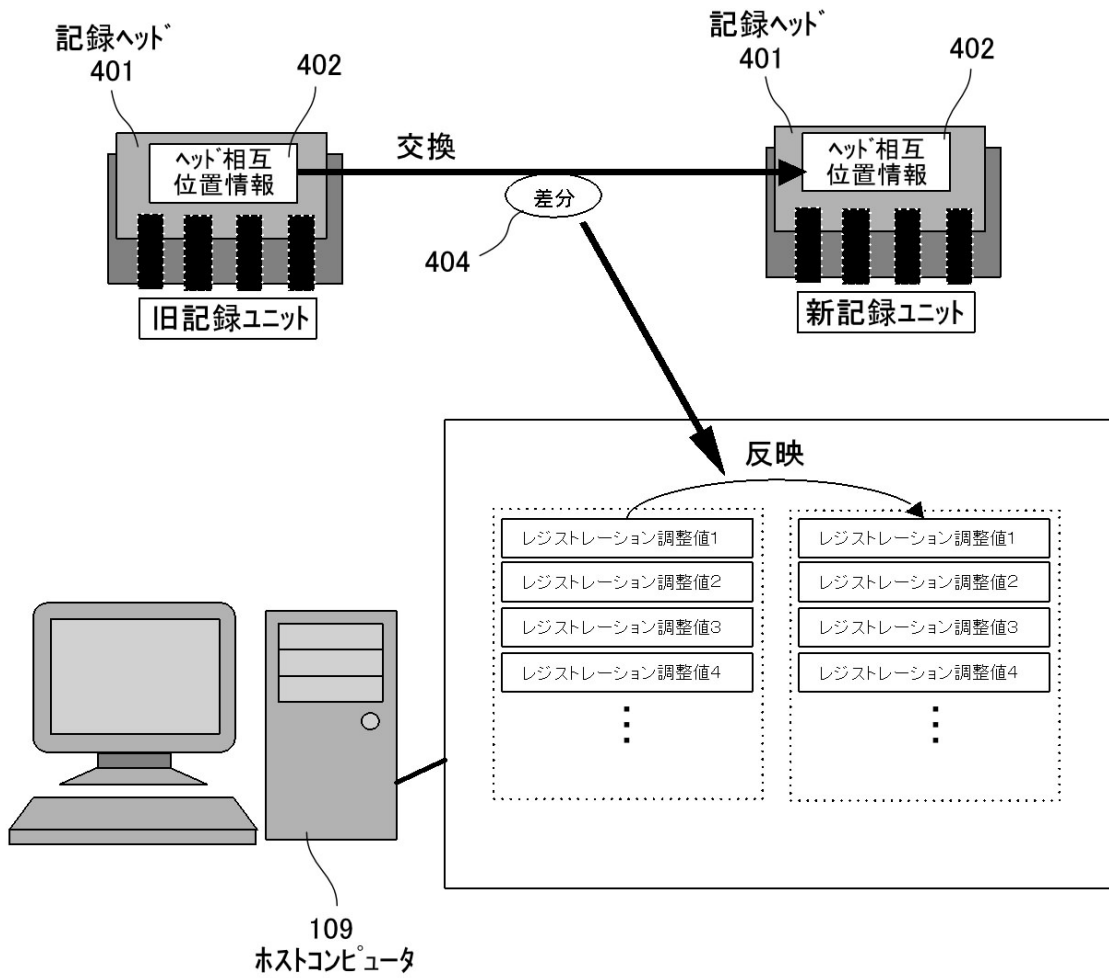 記録ヘッド
401
402
ヘッド相互
位置情報
旧記録ユニット
交換
差分
404
記録ヘッド
401
402
ヘッド相互
位置情報
新記録ユニット
反映
レジストレーション調整値1
レジストレーション調整値2
レジストレーション調整値3
レジストレーション調整値4
⋮
レジストレーション調整値1
レジストレーション調整値2
レジストレーション調整値3
レジストレーション調整値4
⋮
109
ホストコンピュータ